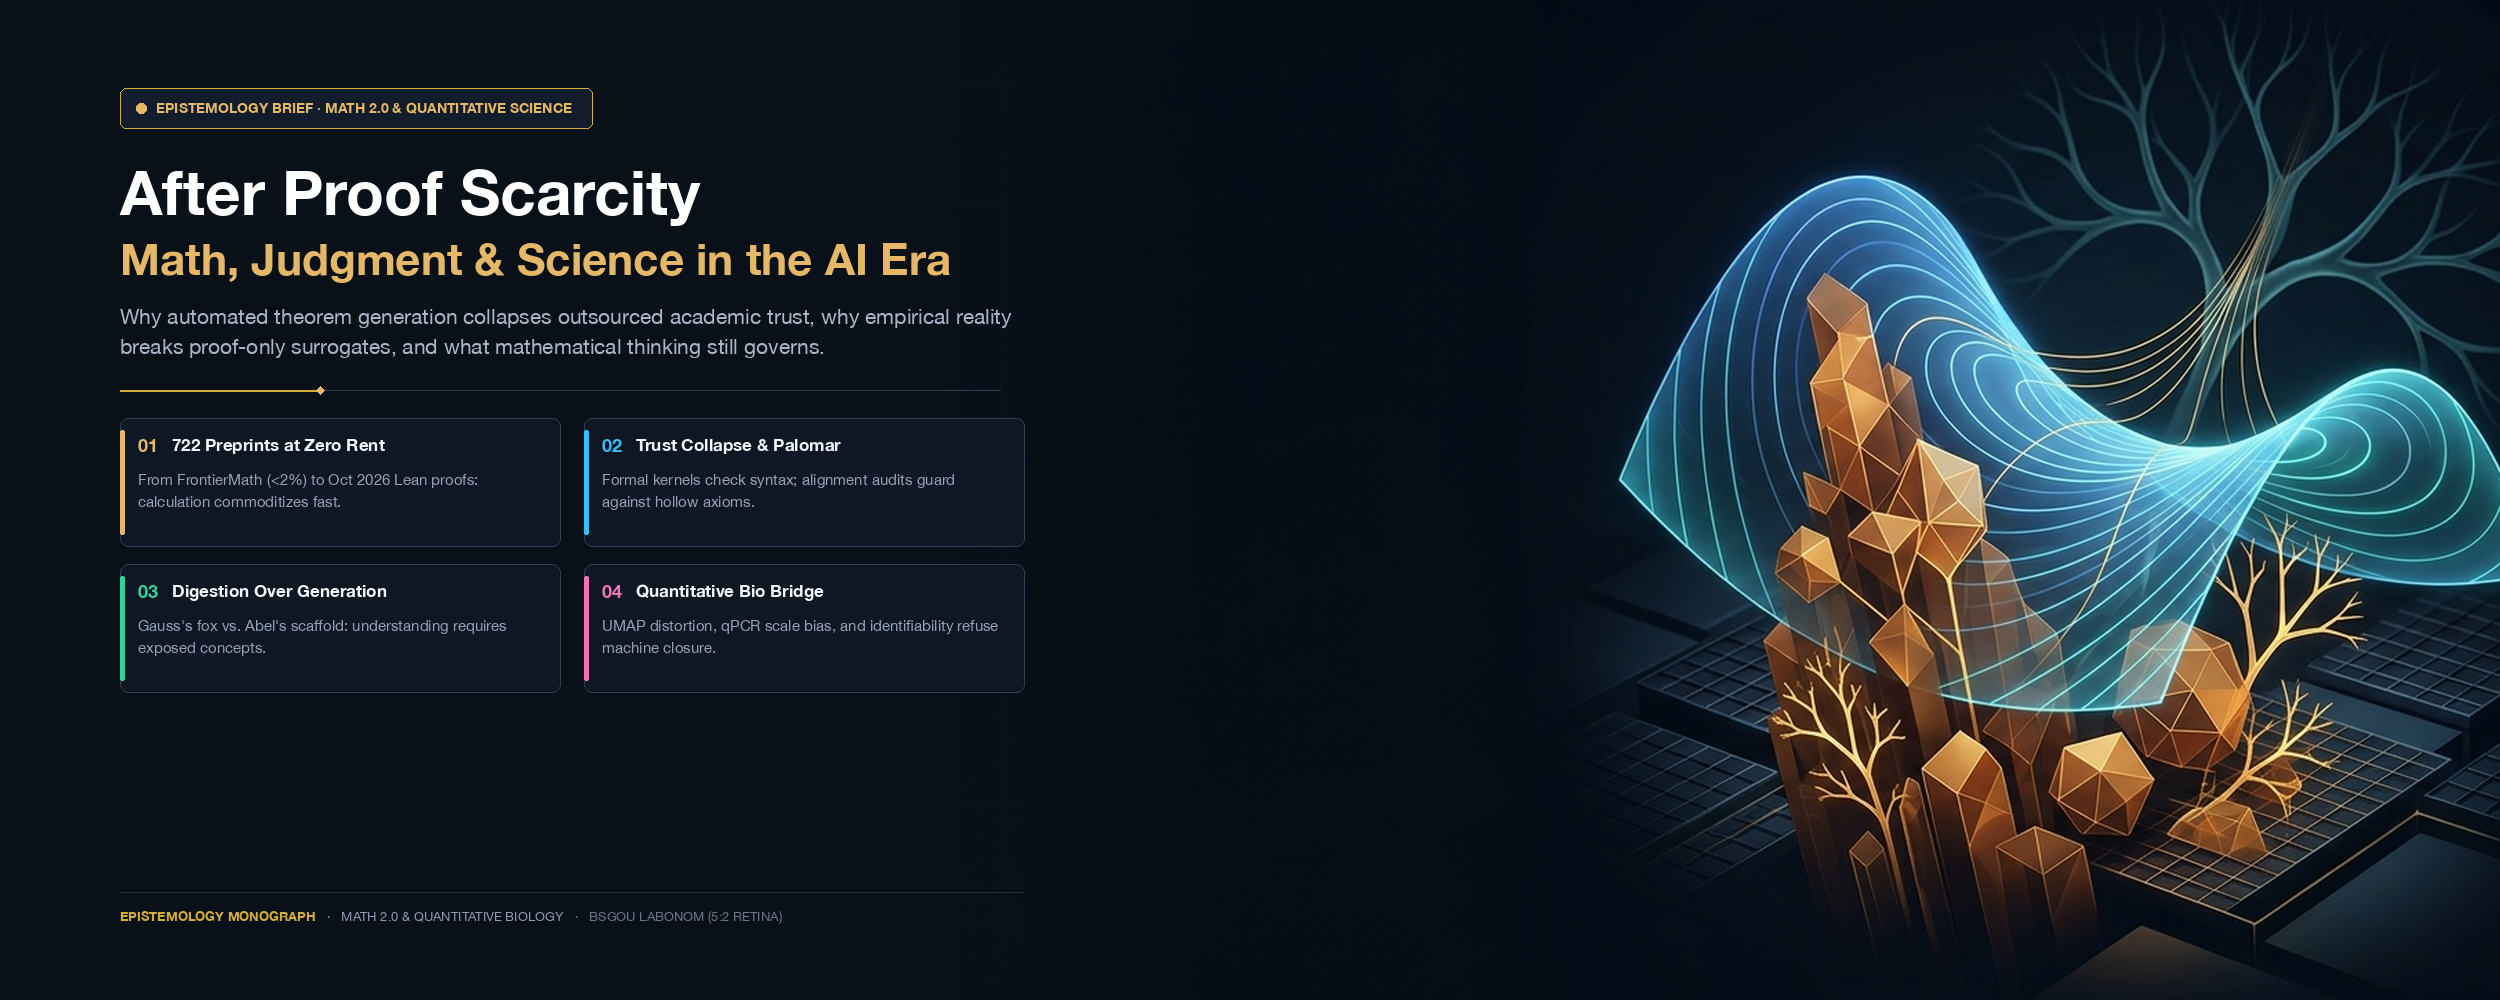 EPISTEMOLOGY BRIEF · MATH 2.0 & QUANTITATIVE SCIENCE
After Proof Scarcity
Math, Judgment & Science in the AI Era
Why automated theorem generation collapses outsourced academic trust, why empirical reality
breaks proof-only surrogates, and what mathematical thinking still governs.
01 722 Preprints at Zero Rent
From FrontierMath (<2%) to Oct 2026 Lean proofs:
calculation commoditizes fast.
02 Trust Collapse & Palomar
Formal kernels check syntax; alignment audits guard
against hollow axioms.
03 Digestion Over Generation
Gauss's fox vs. Abel's scaffold: understanding requires
exposed concepts.
04 Quantitative Bio Bridge
UMAP distortion, qPCR scale bias, and identifiability refuse
machine closure.
EPISTEMOLOGY MONOGRAPH · MATH 2.0 & QUANTITATIVE BIOLOGY · BSGOU LABONOM (5:2 RETINA)